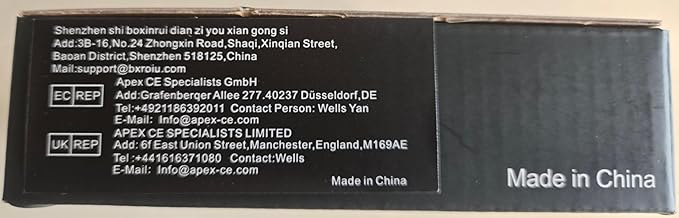 Shenzhen shi boxinrui dian zi you xian gong si
Add:3B-16,No.24 Zhongxin Road,Shaqi,Xinqian Street,
Baoan District,Shenzhen 518125,China
Mail:support@bxroiu.com
Apex CE Specialists GmbH
EC REP Add:Grafenberger Allee 277.40237 Düsseldorf,DE
Tel:+4921186392011 Contact Person: Wells Yan
E-Mail: Info@apex-ce.com
APEX CE SPECIALISTS LIMITED
UK REP Add: 6f East Union Street,Manchester,England,M169AE
Tel :+441616371080 Contact:Wells
E-Mail: Info@apex-ce.com
Made in China
Made in China